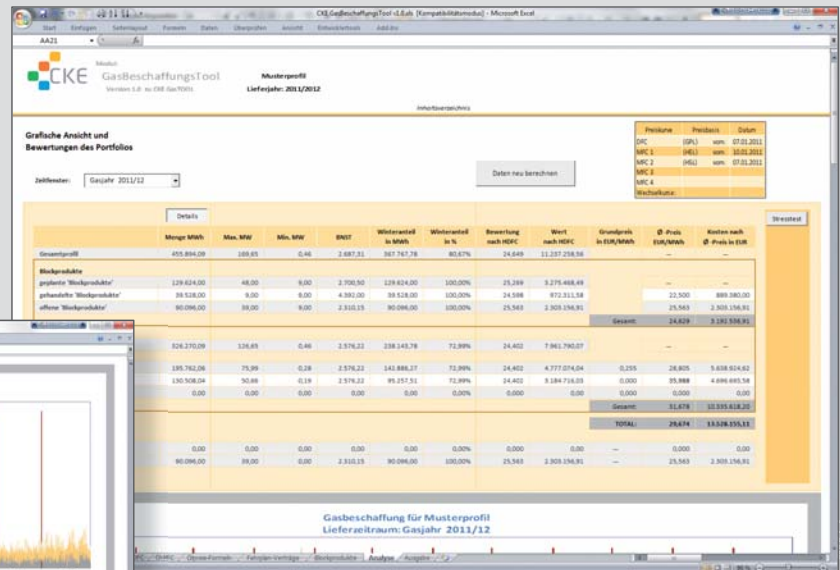 CKE GasBeschaffungsTool v1.8.xls [Kompatibilitätsmodus] - Microsoft Excel
Start Einfügen Seitenlayout Formeln Daten Überprüfen Ansicht Entwicklertools Add-Ins
AA21
CKE
Modul:
GasBeschaffungsTool
Musterprofil
Lieferjahr: 2011/2012
Inhaltsverzeichnis
Grafische Ansicht und
Bewertungen des Portfolios
Preiskurve Preisbasis Datum
(GPL) vom 07.01.2011
MFC 1 (HSL) vom 10.01.2011
MFC 2 (HSL) vom 07.01.2011
MFC 3
MFC 4
Wechselkurse:
Zeitfenster: Gasjahr 2011/12
Daten neu berechnen
Details
Stresstest
Menge MWh Max. MW Min. MW BNST Winteranteil in MWh Winteranteil in % Bewertung nach HDFC Wert nach HDFC Grundpreis in EUR/MWh Ø-Preis EUR/MWh Kosten nach Ø-Preis in EUR
Gesamtprofil 455.894,09 169,65 0,46 2.687,31 367.767,78 80,67% 24,649 11.237.258,56 -- --
Blockprodukte
geplante 'Blockprodukte' 129.624,00 48,00 9,00 2.700,50 129.624,00 100,00% 25,269 3.275.468,49 -- --
gehandelte 'Blockprodukte' 39.528,00 9,00 9,00 4.392,00 39.528,00 100,00% 24,598 972.311,58 22,500 889.380,00
offene 'Blockprodukte' 90.096,00 39,00 9,00 2.310,15 90.096,00 100,00% 25,563 2.303.156,91 25,563 2.303.156,91
Gesamt: 24,629 3.192.536,91
326.270,09 126,65 0,46 2.576,22 238.143,78 72,99% 24,402 7.961.790,07 -- --
195.762,06 75,99 0,28 2.576,22 142.886,27 72,99% 24,402 4.777.074,04 0,255 28,805 5.638.924,62
130.508,04 50,66 0,19 2.576,22 95.257,51 72,99% 24,402 3.184.716,03 0,000 35,988 4.696.693,58
0,00 0,00 0,00 0,00 0,00 0,00% 0,000 0,00 0,000 0,000 0,00
Gesamt: 31,678 10.335.618,20
TOTAL: 29,674 13.528.155,11
0,00 0,00 0,00 0,00 0,00 0,00% 0,000 0,00 -- 0,000 0,00
90.096,00 39,00 0,00 2.310,15 90.096,00 100,00% 25,563 2.303.156,91 -- 25,563 2.303.156,91
Gasbeschaffung für Musterprofil
Lieferzeitraum: Gasjahr 2011/12
Fahrplan-Verträge Blockprodukte Analyse Ausgabe